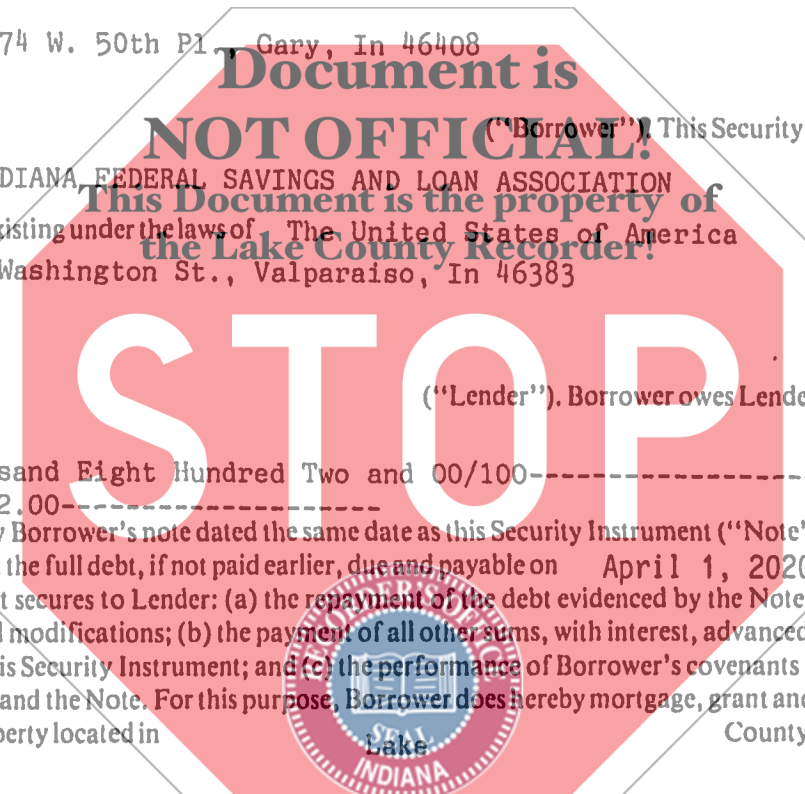 74 W. 50th Pl., Gary, In 46408
Document is
NOT OFFICIAL!
("Borrower"). This Security
DIANA FEDERAL SAVINGS AND LOAN ASSOCIATION
This Document is the property of
xisting under the laws of The United States of America
the Lake County Recorder!
Washington St., Valparaiso, In 46383
STOP
("Lender"). Borrower owes Lende
sand Eight Hundred Two and 00/100--------------------
2.00---------------------
y Borrower's note dated the same date as this Security Instrument ("Note"
the full debt, if not paid earlier, due and payable on April 1, 2020
t secures to Lender: (a) the repayment of the debt evidenced by the Note
d modifications; (b) the payment of all other sums, with interest, advanced
is Security Instrument; and (c) the performance of Borrower's covenants
and the Note. For this purpose, Borrower does hereby mortgage, grant and
perty located in Lake County
RECORDER'S OFFICE
SEAL
INDIANA